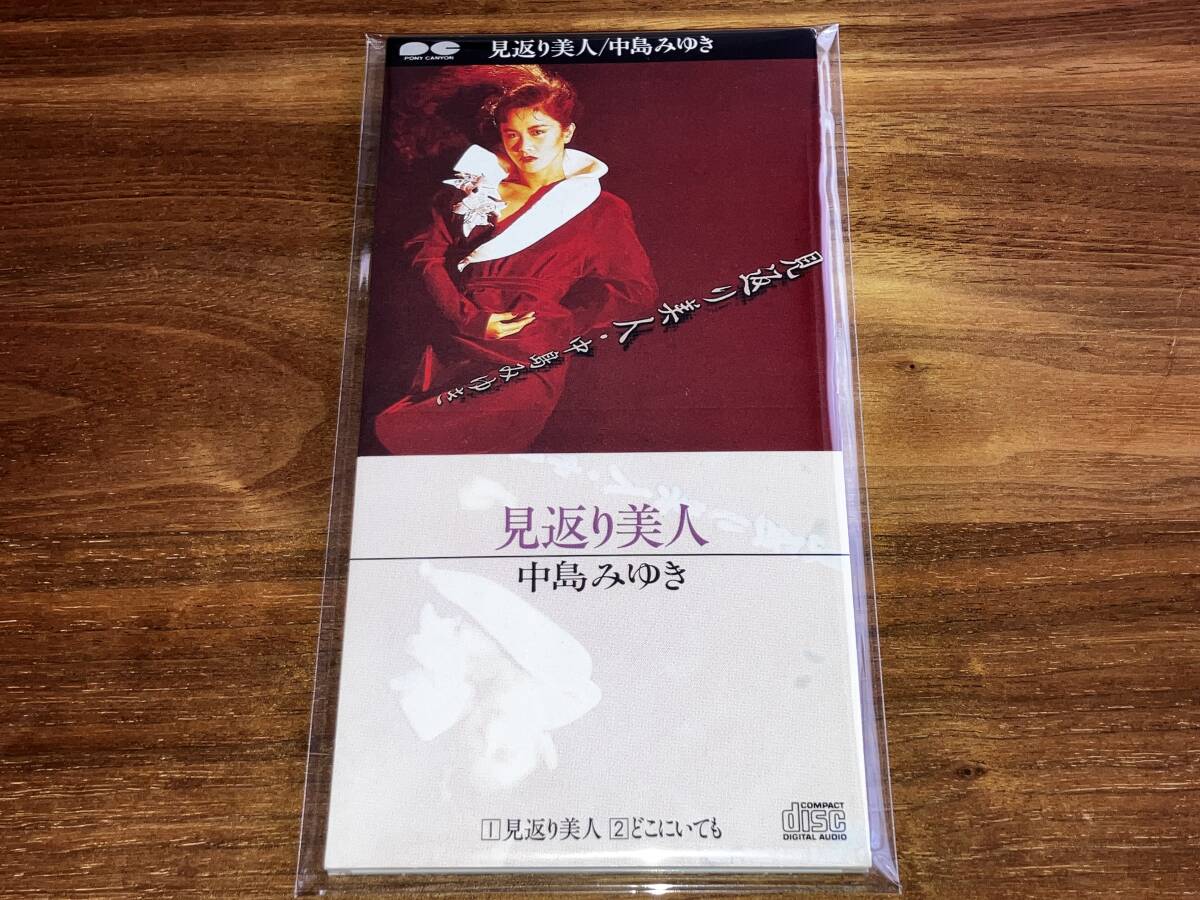 PONY CANYON
見返り美人/中島みゆき
見返り美人・中島みゆき
見返り美人
中島みゆき
1 見返り美人 2 どこにいても
COMPACT
disc
DIGITAL AUDIO